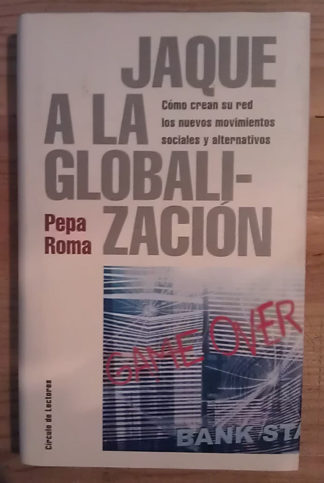 JAQUE
A LA
Cómo crean su red
los nuevos movimientos
sociales y alternativos
GLOBALI-
ZACIÓN
Pepa
Roma
GAME OVER
BANK STA
Círculo de Lectores